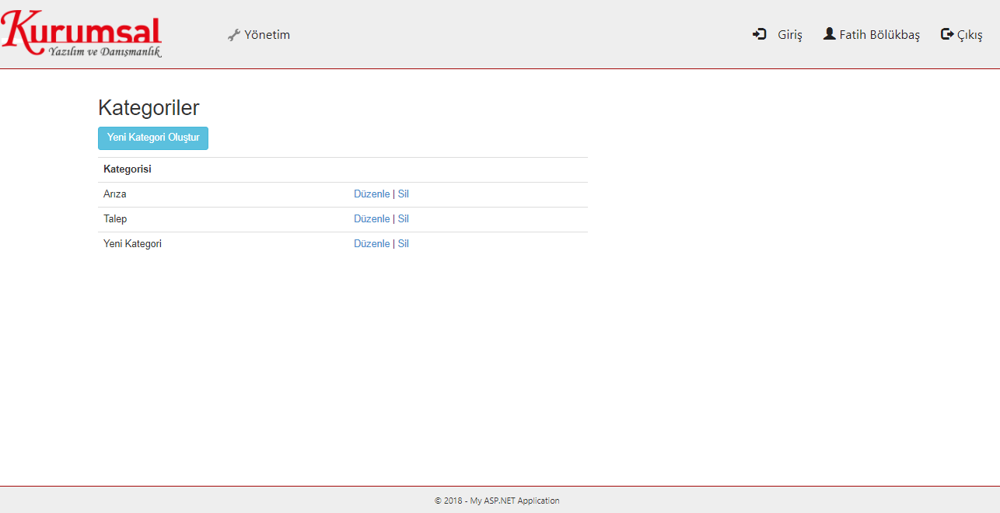 Kurumsal
Yazılım ve Danışmanlık
Yönetim
Giriş
Fatih Bölükbaş
Çıkış
Kategoriler
Yeni Kategori Oluştur
Kategorisi
Arıza Düzenle | Sil
Talep Düzenle | Sil
Yeni Kategori Düzenle | Sil
© 2018 - My ASP.NET Application